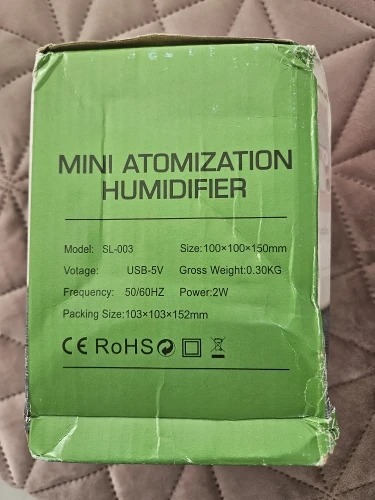 MINI ATOMIZATION
HUMIDIFIER
Model: SL-003 Size:100×100×150mm
Votage: USB-5V Gross Weight:0.30KG
Frequency: 50/60HZ Power:2W
Packing Size:103×103×152mm
CE RoHS